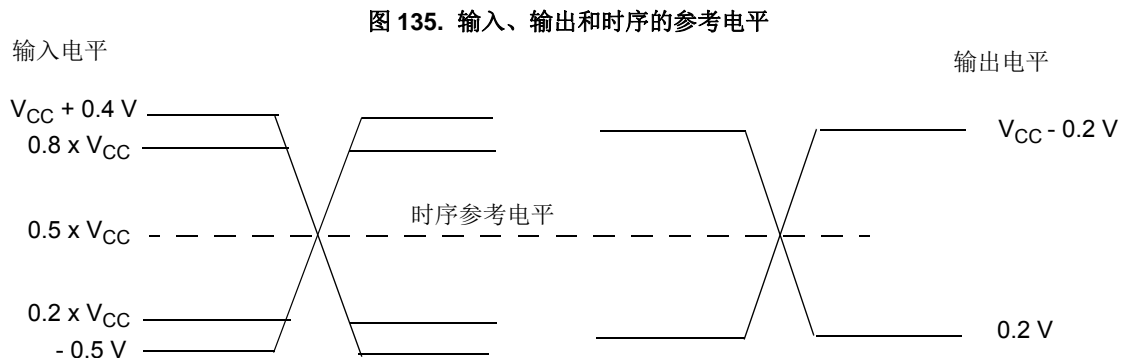 图 135. 输入、输出和时序的参考电平
输入电平
输出电平
VCC + 0.4 V
VCC - 0.2 V
0.8 x VCC
时序参考电平
0.5 x VCC
0.2 x VCC
0.2 V
- 0.5 V